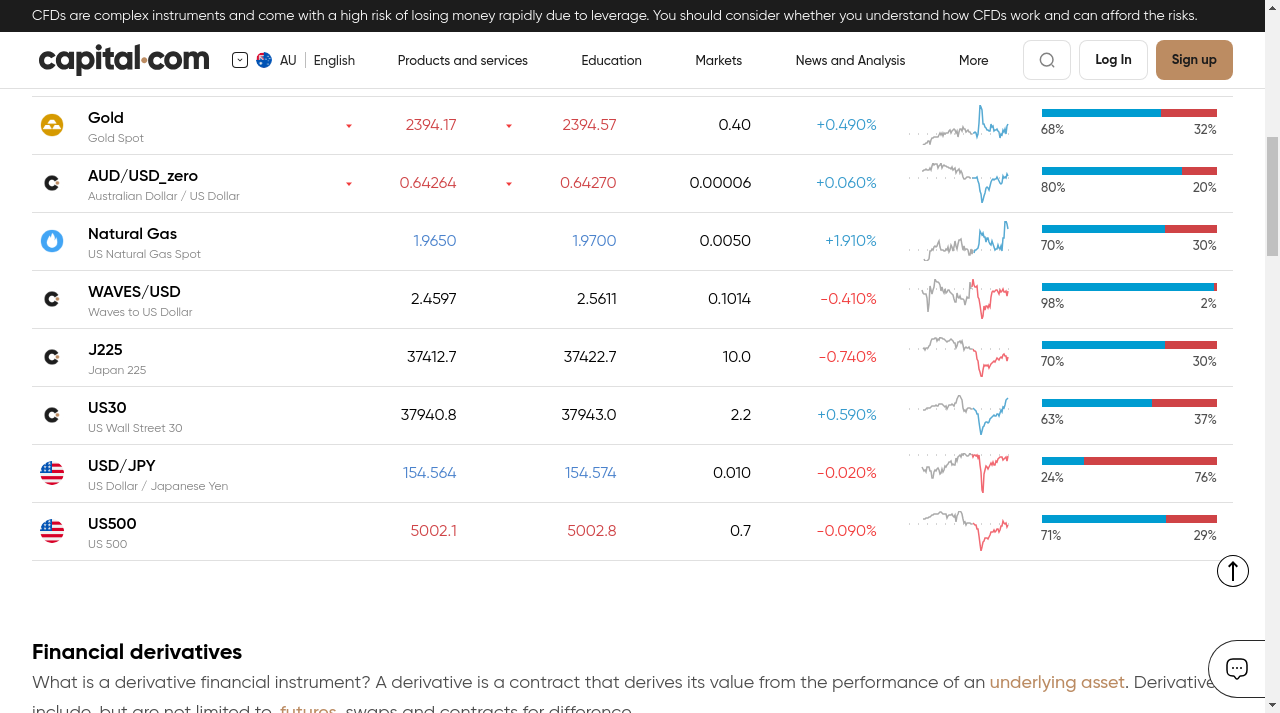 CFDs are complex instruments and come with a high risk of losing money rapidly due to leverage. You should consider whether you understand how CFDs work and can afford the risks.
capital.com AU English Products and services Education Markets News and Analysis More Log In Sign up
Gold 2394.17 2394.57 0.40 +0.490%
Gold Spot 68% 32%
AUD/USD_zero 0.64264 0.64270 0.00006 +0.060%
Australian Dollar / US Dollar 80% 20%
Natural Gas 1.9650 1.9700 0.0050 +1.910%
US Natural Gas Spot 70% 30%
WAVES/USD 2.4597 2.5611 0.1014 -0.410%
Waves to US Dollar 98% 2%
J225 37412.7 37422.7 10.0 -0.740%
Japan 225 70% 30%
US30 37940.8 37943.0 2.2 +0.590%
US Wall Street 30 63% 37%
USD/JPY 154.564 154.574 0.010 -0.020%
US Dollar / Japanese Yen 24% 76%
US500 5002.1 5002.8 0.7 -0.090%
US 500 71% 29%
Financial derivatives
What is a derivative financial instrument? A derivative is a contract that derives its value from the performance of an underlying asset. Derivative
include, but are not limited to, futures, swaps and contracts for difference